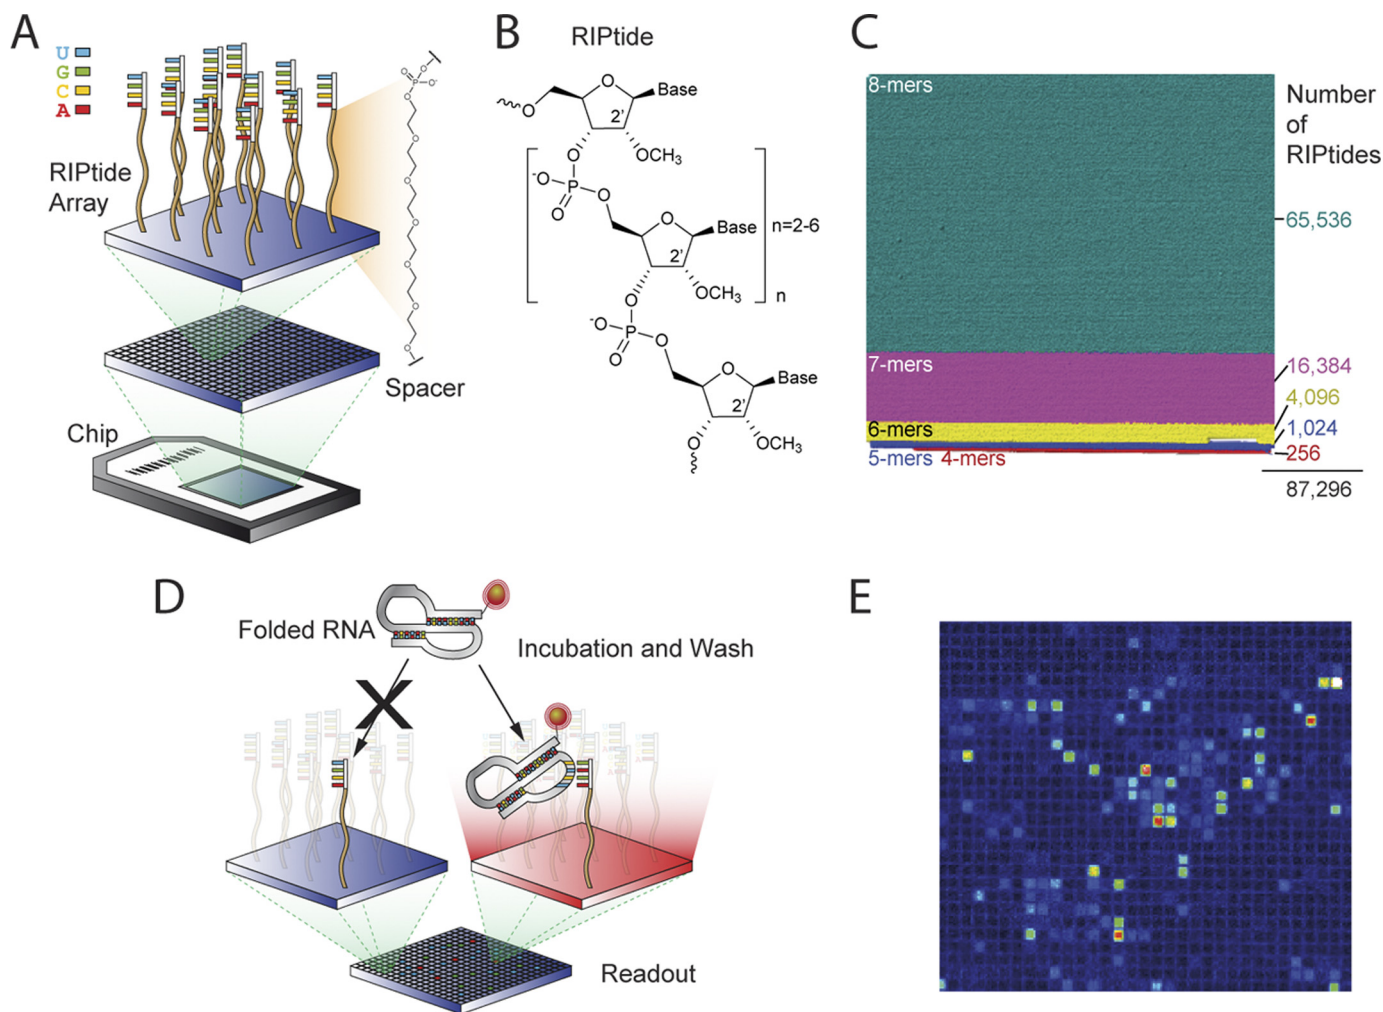 A
U
G
C
A
RIPtide
Array
Chip
Spacer
O
P
O
O-
O
O
O
O
O
O
O
B
RIPtide
O
Base
O
2'
O
OCH3
-O
P
O
O
O
Base
2'
n=2-6
O
OCH3
n
-O
P
O
O
O
Base
2'
O
OCH3
C
8-mers
Number
of
RIPtides
65,536
7-mers
16,384
4,096
6-mers
1,024
5-mers 4-mers
256
87,296
D
Folded RNA
Incubation and Wash
Readout
E